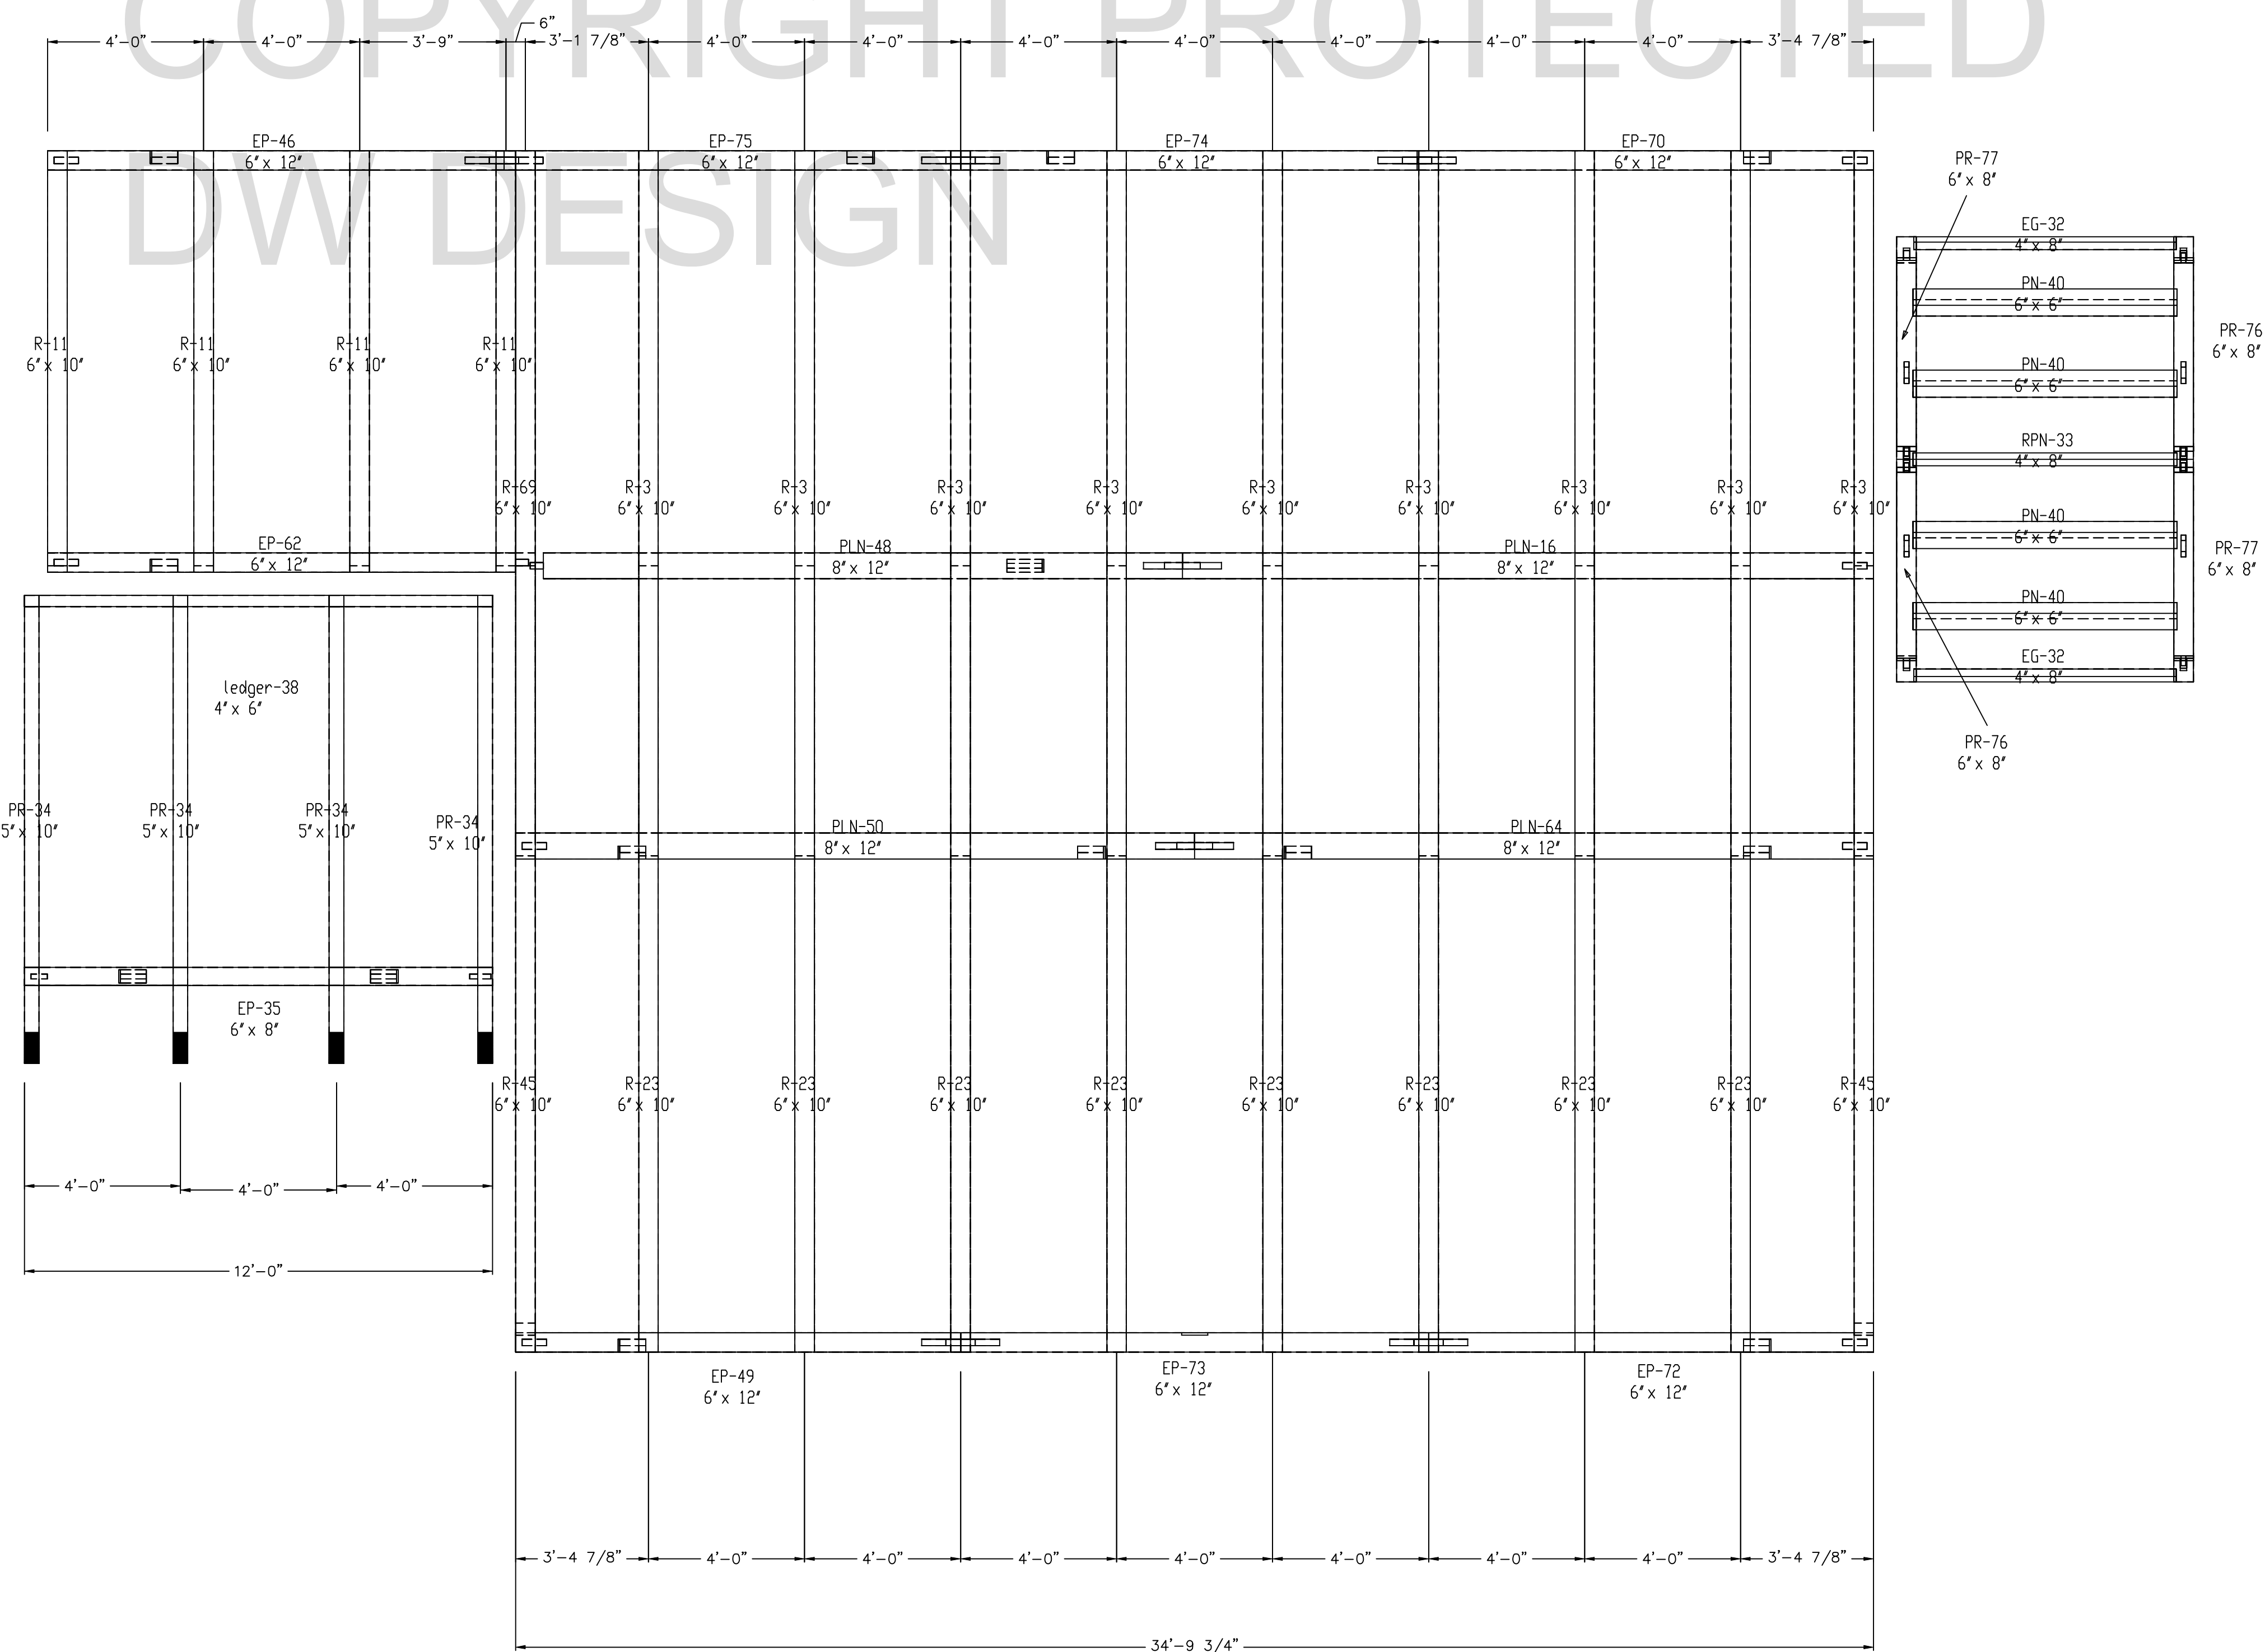 COPYRIGHT PROTECTED
DW DESIGN
6"
4'-0" 4'-0" 3'-9" 3'-1 7/8" 4'-0" 4'-0" 4'-0" 4'-0" 4'-0" 4'-0" 4'-0" 3'-4 7/8"
EP-46 EP-75 EP-74 EP-70
6" x 12" 6" x 12" 6" x 12" 6" x 12"
PR-77
6" x 8"
EG-32
4" x 8"
PN-40
6" x 6"
PR-76
6" x 8"
R-11 R-11 R-11 R-11
6" x 10" 6" x 10" 6" x 10" 6" x 10"
PN-40
6" x 6"
RPN-33
4" x 8"
R-69 R-3 R-3 R-3 R-3 R-3 R-3 R-3 R-3 R-3
6" x 10" 6" x 10" 6" x 10" 6" x 10" 6" x 10" 6" x 10" 6" x 10" 6" x 10" 6" x 10" 6" x 10"
PN-40
6" x 6"
EP-62 PLN-48 PLN-16
6" x 12" 8" x 12" 8" x 12"
PR-77
6" x 8"
PN-40
6" x 6"
EG-32
4" x 8"
ledger-38
4" x 6"
PR-76
6" x 8"
PR-34 PR-34 PR-34 PR-34
5" x 10" 5" x 10" 5" x 10" 5" x 10"
PLN-50 PLN-64
8" x 12" 8" x 12"
EP-35
6" x 8"
R-45 R-23 R-23 R-23 R-23 R-23 R-23 R-23 R-23 R-45
6" x 10" 6" x 10" 6" x 10" 6" x 10" 6" x 10" 6" x 10" 6" x 10" 6" x 10" 6" x 10" 6" x 10"
4'-0" 4'-0" 4'-0"
12'-0"
EP-49 EP-73 EP-72
6" x 12" 6" x 12" 6" x 12"
3'-4 7/8" 4'-0" 4'-0" 4'-0" 4'-0" 4'-0" 4'-0" 4'-0" 3'-4 7/8"
34'-9 3/4"